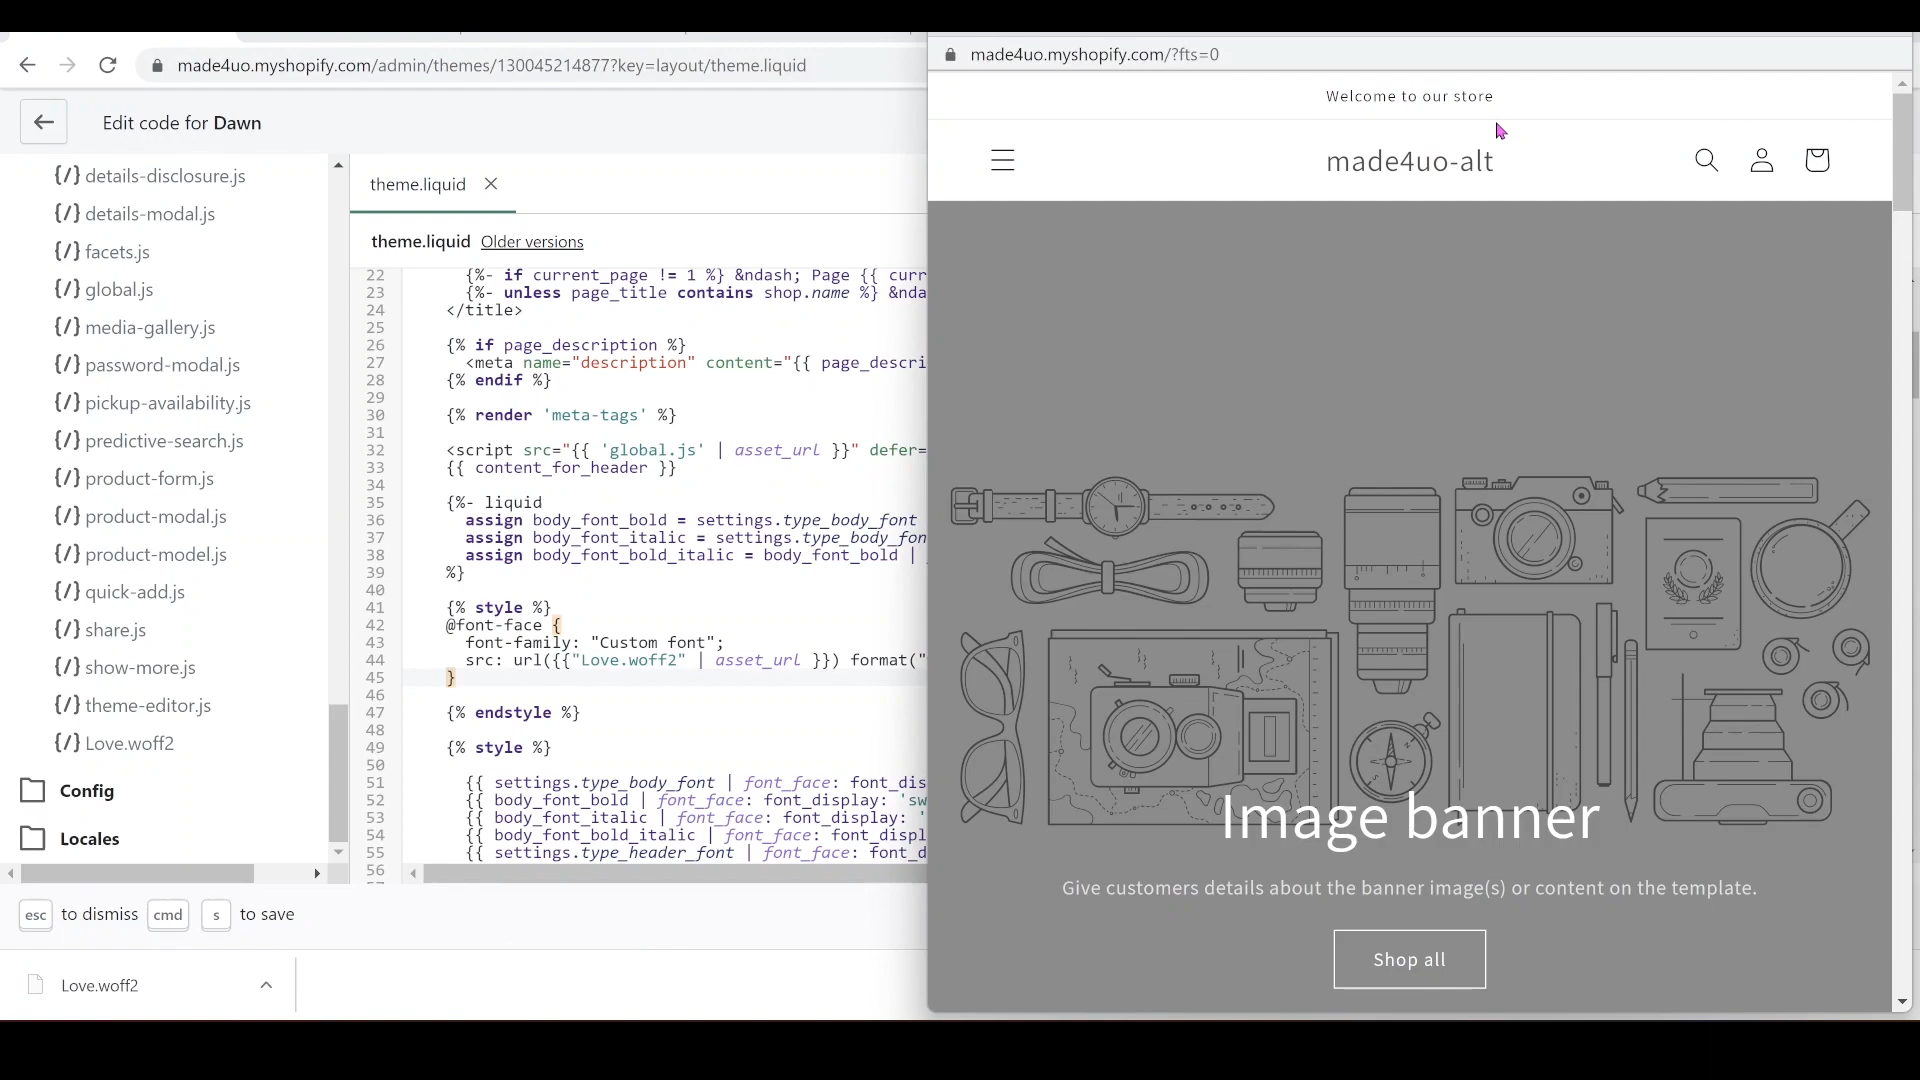 made4uo.myshopify.com/admin/themes/130045214877?key=layout/theme.liquid
Edit code for Dawn
{/} details-disclosure.js
{/} details-modal.js
{/} facets.js
{/} global.js
{/} media-gallery.js
{/} password-modal.js
{/} pickup-availability.js
{/} predictive-search.js
{/} product-form.js
{/} product-modal.js
{/} product-model.js
{/} quick-add.js
{/} share.js
{/} show-more.js
{/} theme-editor.js
{/} Love.woff2
Config
Locales
theme.liquid
theme.liquid Older versions
22 {%- if current_page != 1 %} &ndash; Page {{ curr
23 {%- unless page_title contains shop.name %} &nda
24 </title>
25
26 {% if page_description %}
27 <meta name="description" content="{{ page_descri
28 {% endif %}
29
30 {% render 'meta-tags' %}
31
32 <script src="{{ 'global.js' | asset_url }}" defer=
33 {{ content_for_header }}
34
35 {%- liquid
36 assign body_font_bold = settings.type_body_font
37 assign body_font_italic = settings.type_body_fon
38 assign body_font_bold_italic = body_font_bold |
39 %}
40
41 {% style %}
42 @font-face {
43 font-family: "Custom font";
44 src: url({{"Love.woff2" | asset_url }}) format("
45 }
46
47 {% endstyle %}
48
49 {% style %}
50
51 {{ settings.type_body_font | font_face: font_dis
52 {{ body_font_bold | font_face: font_display: 'sw
53 {{ body_font_italic | font_face: font_display: '
54 {{ body_font_bold_italic | font_face: font_displ
55 {{ settings.type_header_font | font_face: font_d
56
esc to dismiss cmd s to save
Love.woff2
made4uo.myshopify.com/?fts=0
Welcome to our store
made4uo-alt
Image banner
Give customers details about the banner image(s) or content on the template.
Shop all